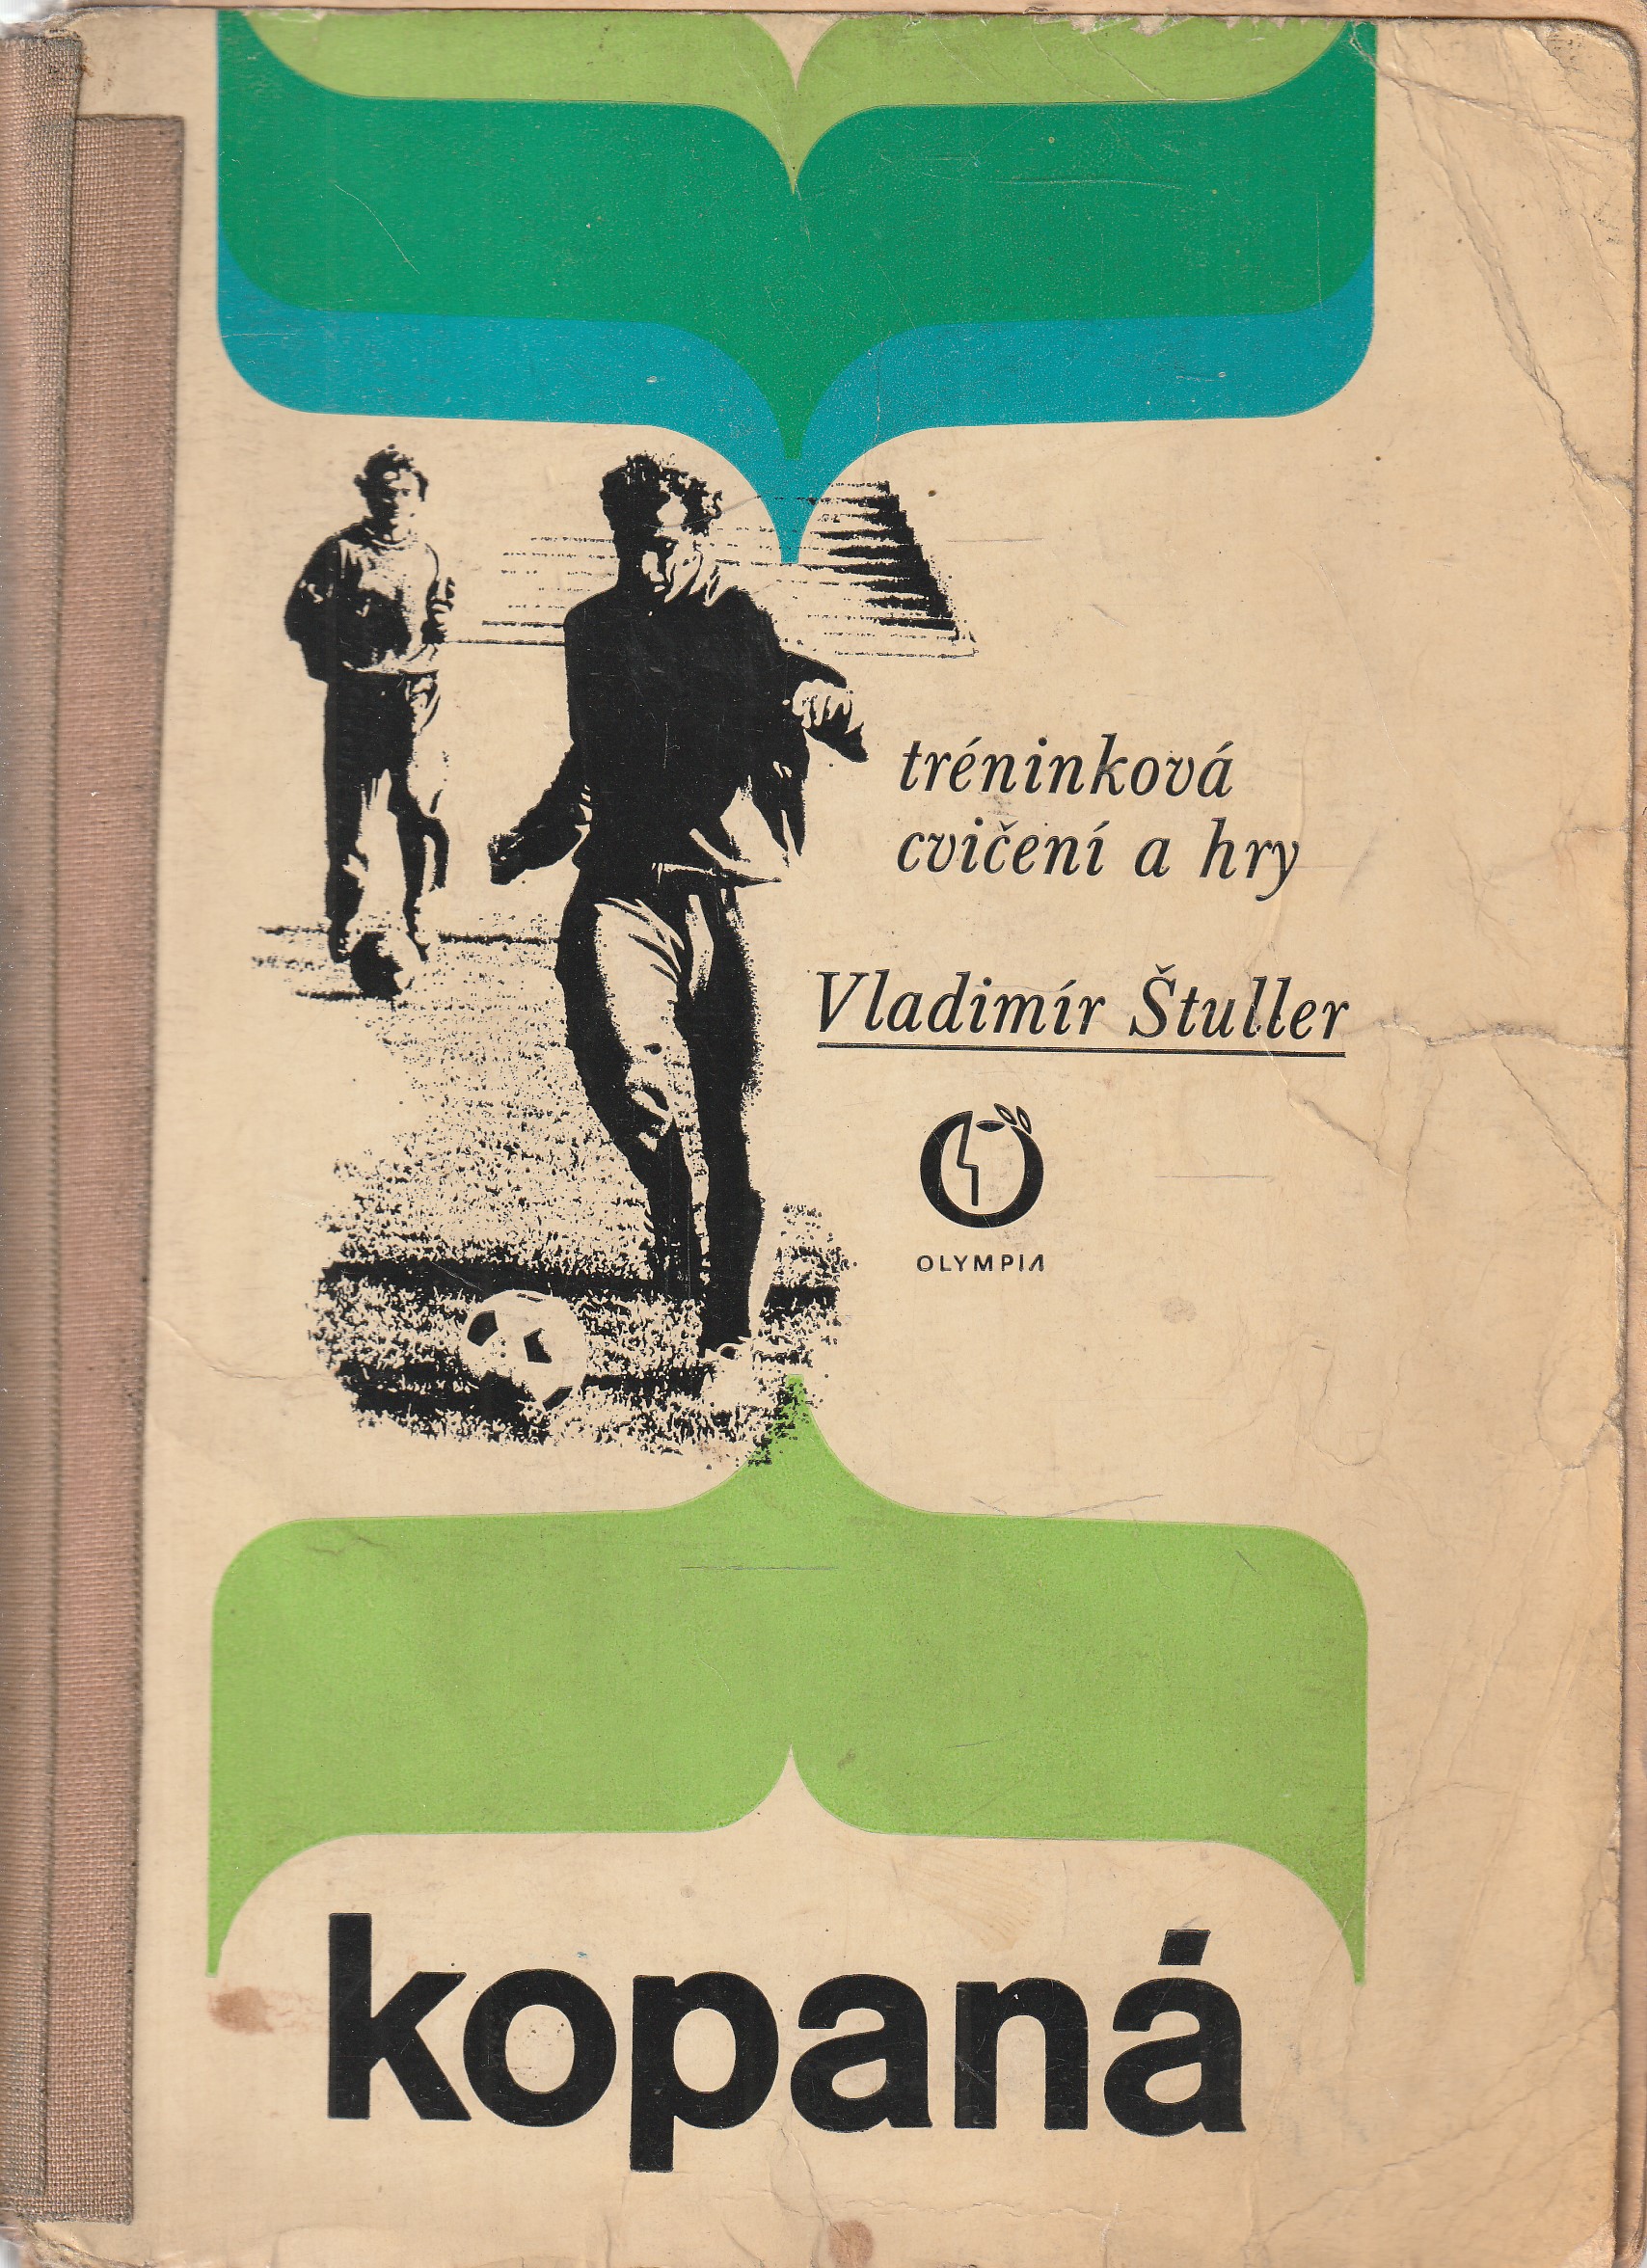 tréninková
cvičení a hry
Vladimír Štuller
OLYMPIA
kopaná